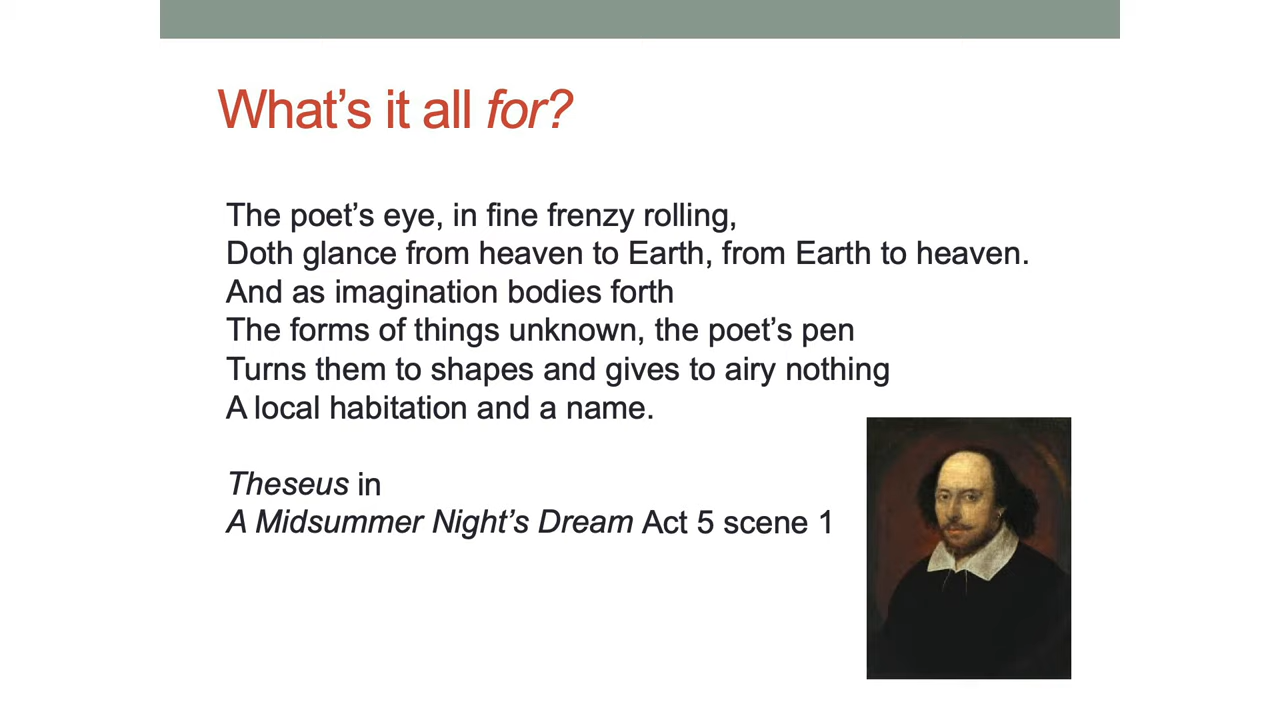 What’s it all for?
The poet’s eye, in fine frenzy rolling,
Doth glance from heaven to Earth, from Earth to heaven.
And as imagination bodies forth
The forms of things unknown, the poet’s pen
Turns them to shapes and gives to airy nothing
A local habitation and a name.
Theseus in
A Midsummer Night’s Dream Act 5 scene 1